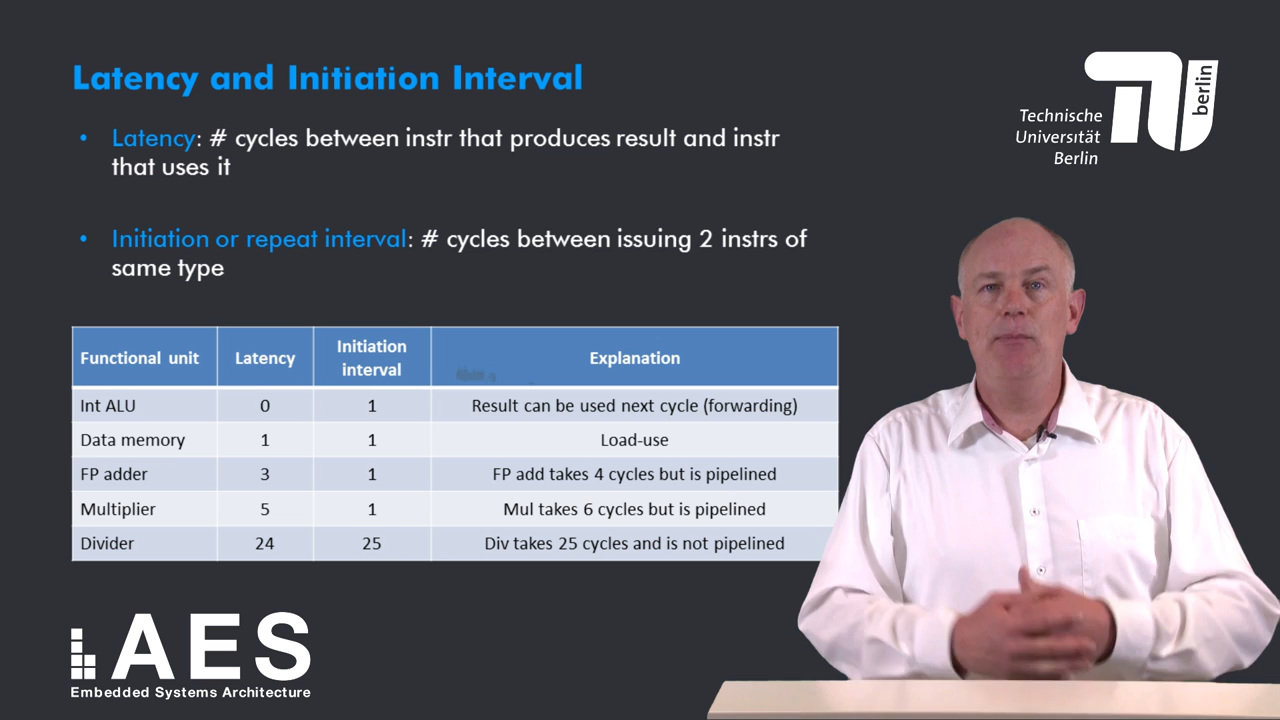 Latency and Initiation Interval
• Latency: # cycles between instr that produces result and instr
that uses it
• Initiation or repeat interval: # cycles between issuing 2 instrs of
same type
Functional unit Latency Initiation interval Explanation
Int ALU 0 1 Result can be used next cycle (forwarding)
Data memory 1 1 Load-use
FP adder 3 1 FP add takes 4 cycles but is pipelined
Multiplier 5 1 Mul takes 6 cycles but is pipelined
Divider 24 25 Div takes 25 cycles and is not pipelined
Technische
Universität
Berlin
berlin
AES
Embedded Systems Architecture